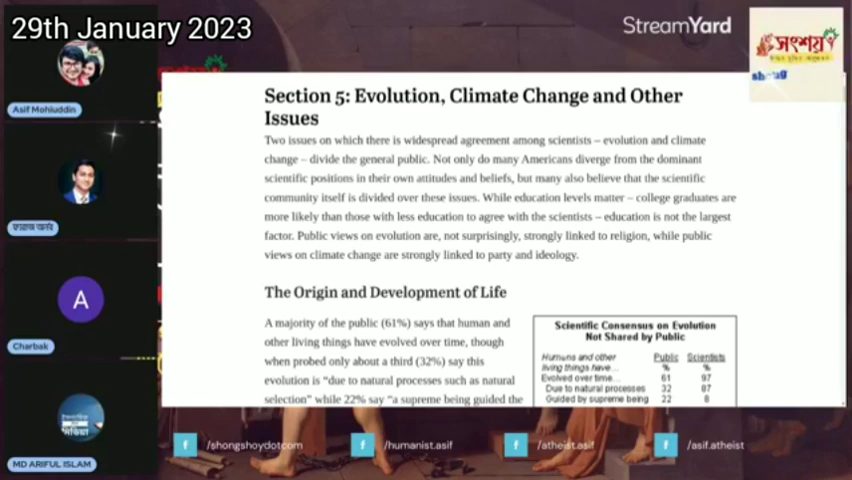 29th January 2023
StreamYard
সংশয়
Asif Mohiuddin
Charbak
MD ARIFUL ISLAM
Section 5: Evolution, Climate Change and Other
Issues
Two issues on which there is widespread agreement among scientists – evolution and climate
change – divide the general public. Not only do many Americans diverge from the dominant
scientific positions in their own attitudes and beliefs, but many also believe that the scientific
community itself is divided over these issues. While education levels matter – college graduates are
more likely than those with less education to agree with the scientists – education is not the largest
factor. Public views on evolution are, not surprisingly, strongly linked to religion, while public
views on climate change are strongly linked to party and ideology.
The Origin and Development of Life
A majority of the public (61%) says that human and
other living things have evolved over time, though
when probed only about a third (32%) say this
evolution is “due to natural processes such as natural
selection” while 22% say “a supreme being guided the
Scientific Consensus on Evolution
Not Shared by Public
Humans and other Public Scientists
living things have... % %
Evolved over time... 61 97
Due to natural processes 32 87
Guided by supreme being 22 8
/shongshoydotcom
/humanist.asif
/atheist.asif
/asif.atheist